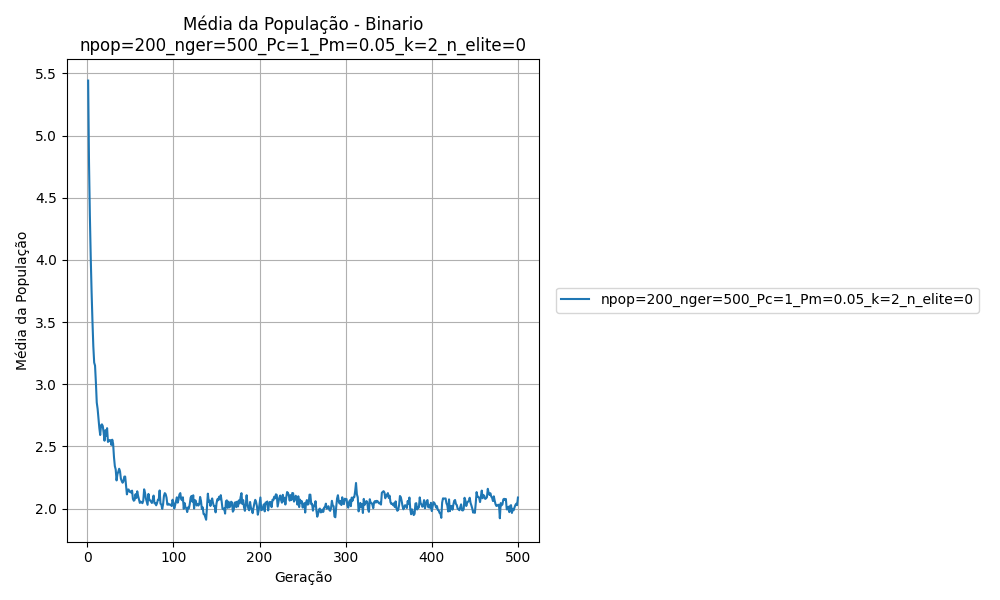 Média da População - Binario
npop=200_nger=500_Pc=1_Pm=0.05_k=2_n_elite=0
Média da População
5.5
5.0
4.5
4.0
3.5
3.0
2.5
2.0
0
100
200
300
400
500
Geração
npop=200_nger=500_Pc=1_Pm=0.05_k=2_n_elite=0